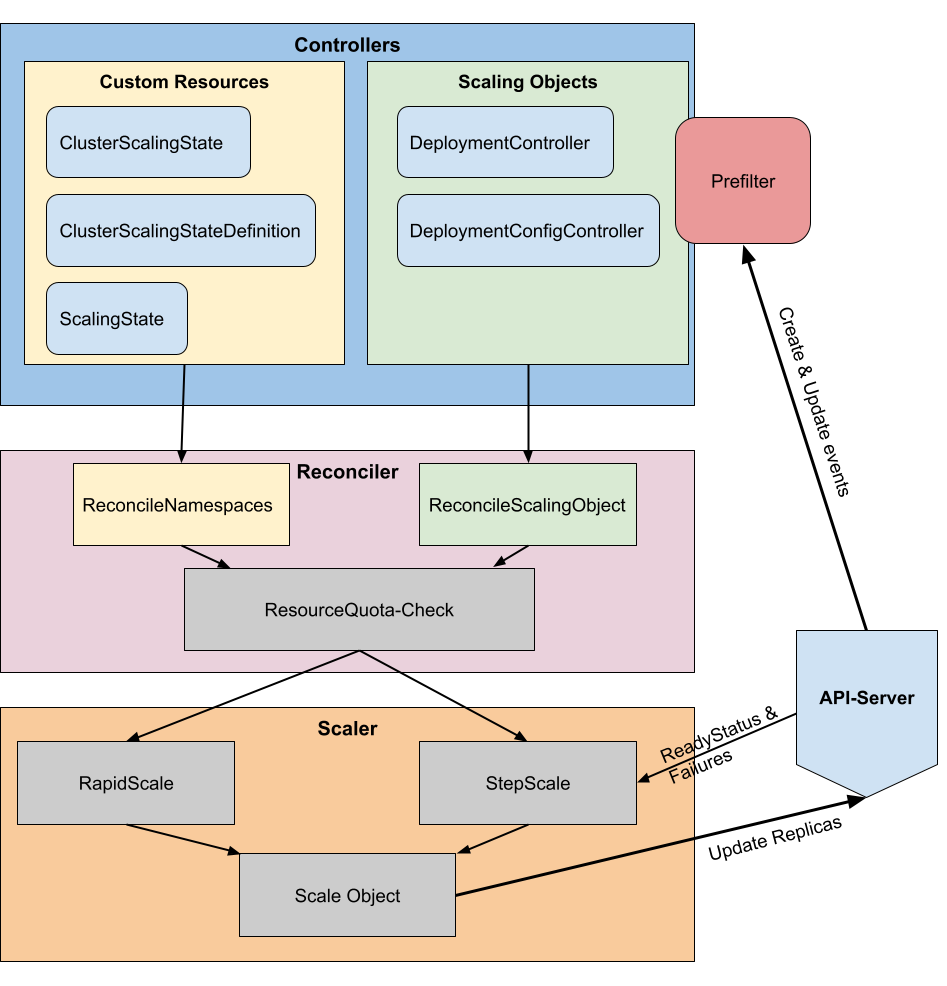 Controllers
Custom Resources
ClusterScalingState
ClusterScalingStateDefinition
ScalingState
Scaling Objects
DeploymentController
DeploymentConfigController
Prefilter
Create & Update events
Reconciler
ReconcileNamespaces
ReconcileScalingObject
ResourceQuota-Check
API-Server
Scaler
RapidScale
StepScale
ReadyStatus &
Failures
Scale Object
Update Replicas